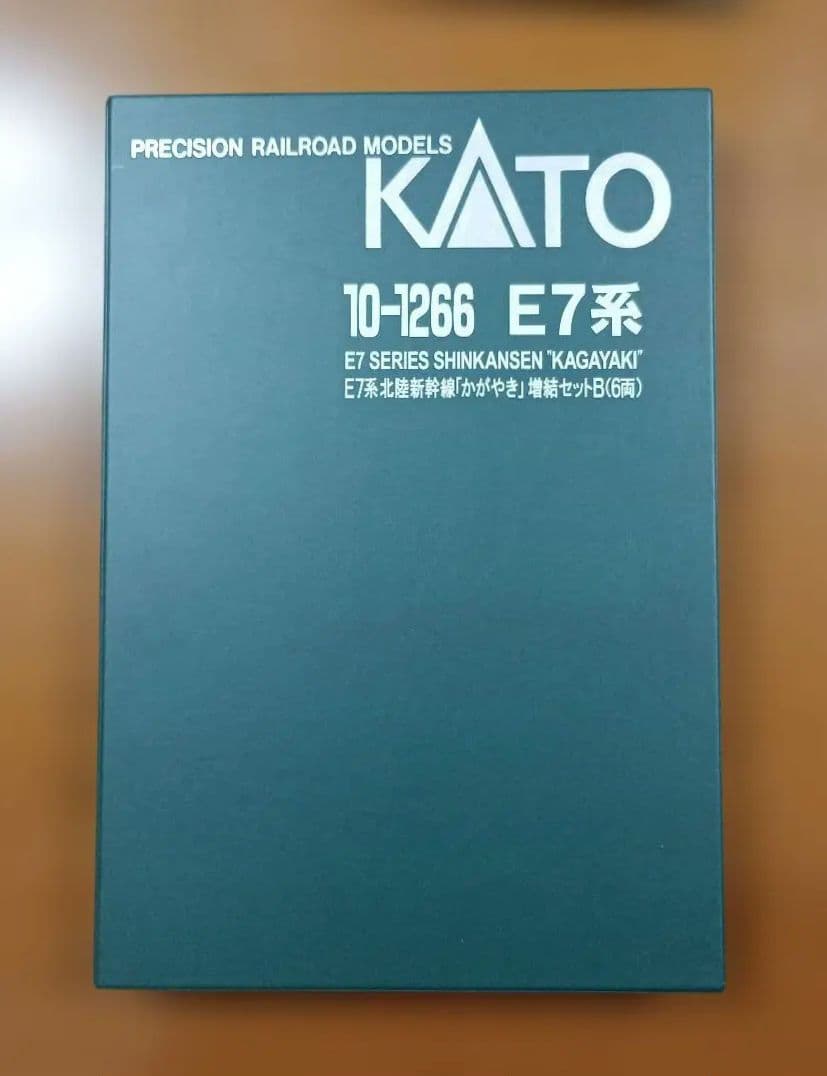 PRECISION RAILROAD MODELS
KATO
10-1266 E7系
E7 SERIES SHINKANSEN "KAGAYAKI"
E7系北陸新幹線「かがやき」増結セットB(6両)